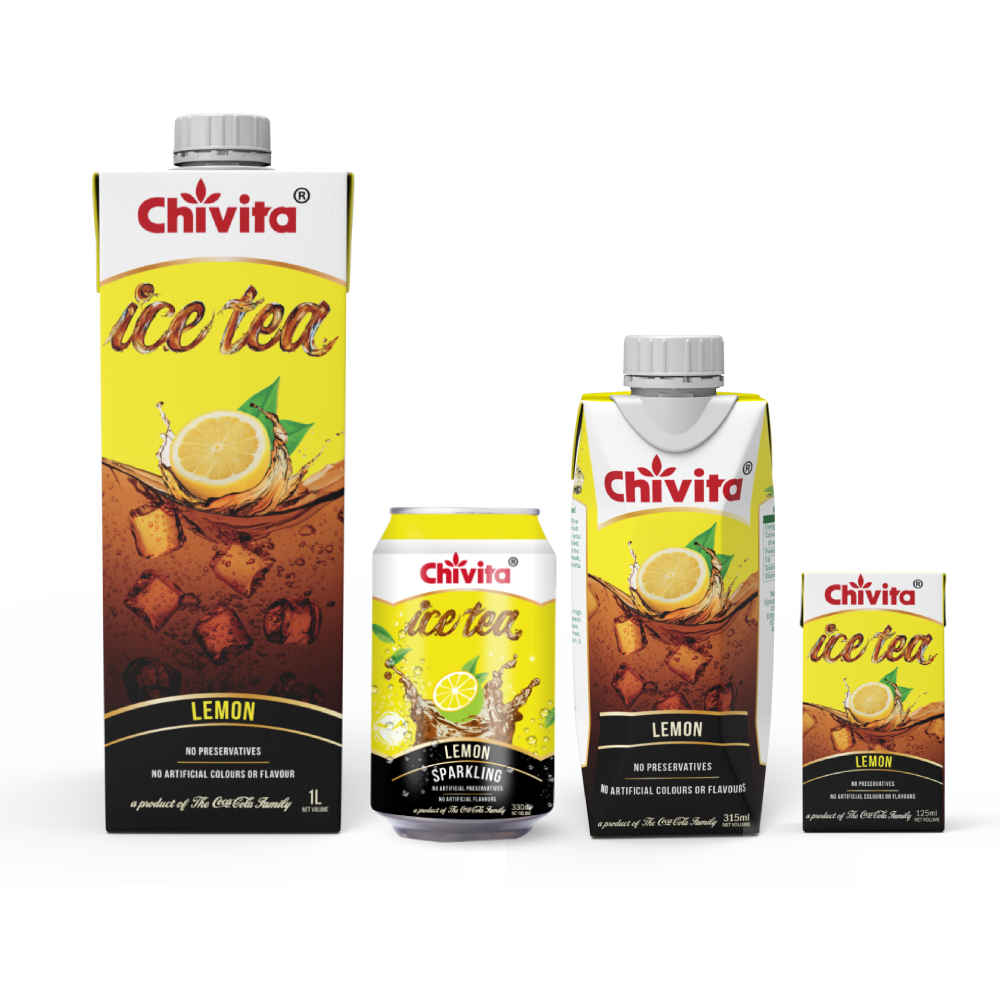 Chivita®
ice tea
LEMON
NO PRESERVATIVES
NO ARTIFICIAL COLOURS OR FLAVOUR
a product of The Coca-Cola Family
1L
NET VOLUME
Chivita®
ice tea
LEMON
SPARKLING
NO ARTIFICIAL PRESERVATIVES
NO ARTIFICIAL FLAVOURS
a product of The Coca-Cola Family
330
NET VOLUME
Chivita®
LEMON
NO PRESERVATIVES
NO ARTIFICIAL COLOURS OR FLAVOURS
a product of The Coca-Cola Family
315ml
NET VOLUME
Chivita®
ice tea
LEMON
NO PRESERVATIVES
NO ARTIFICIAL COLOURS OR FLAVOURS
a product of The Coca-Cola Family
125ml
NET VOLUME